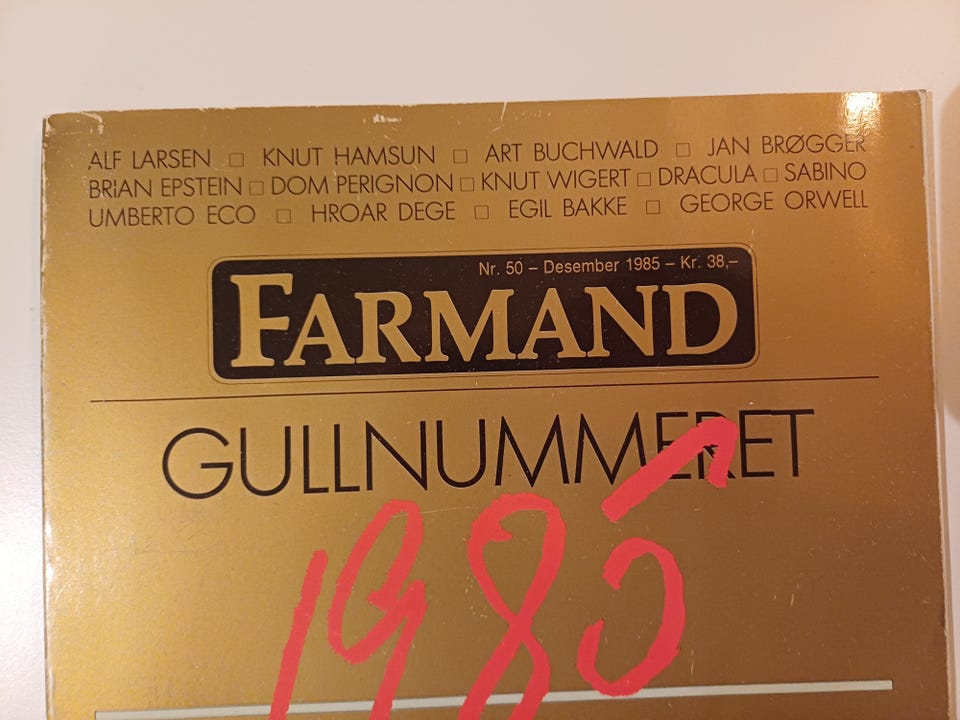 ALF LARSEN □ KNUT HAMSUN □ ART BUCHWALD □ JAN BRØGGER
BRIAN EPSTEIN □ DOM PERIGNON □ KNUT WIGERT □ DRACULA □ SABINO
UMBERTO ECO □ HROAR DEGE □ EGIL BAKKE □ GEORGE ORWELL
Nr. 50 – Desember 1985 – Kr. 38,–
FARMAND
GULLNUMMERET
1985